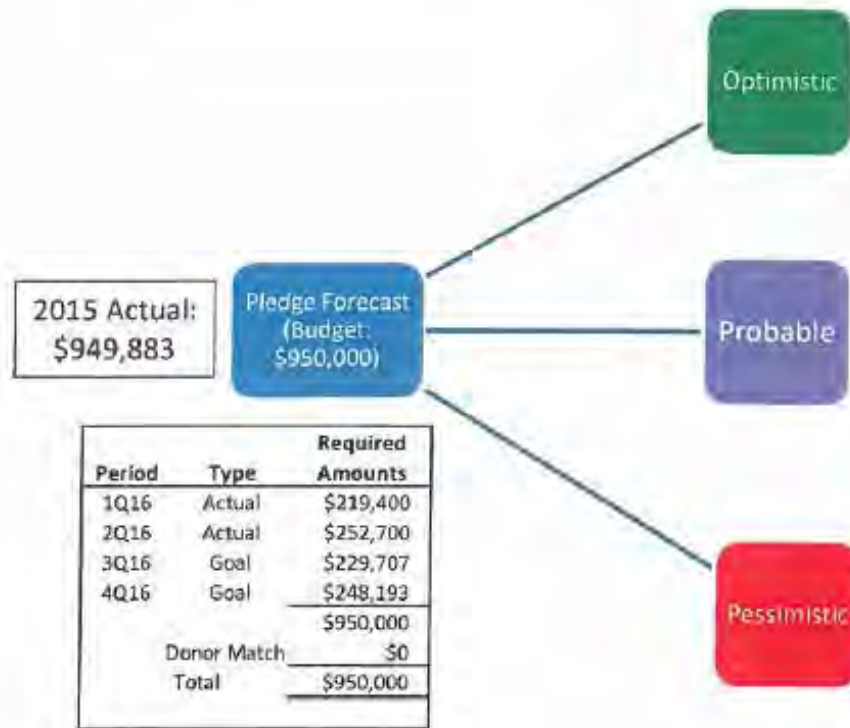 Optimistic
2015 Actual:
$949,883
Pledge Forecast
(Budget:
$950,000)
Probable
Required
Period Type Amounts
1Q16 Actual $219,400
2Q16 Actual $252,700
3Q16 Goal $229,707
4Q16 Goal $248,193
$950,000
Donor Match $0
Total $950,000
Pessimistic